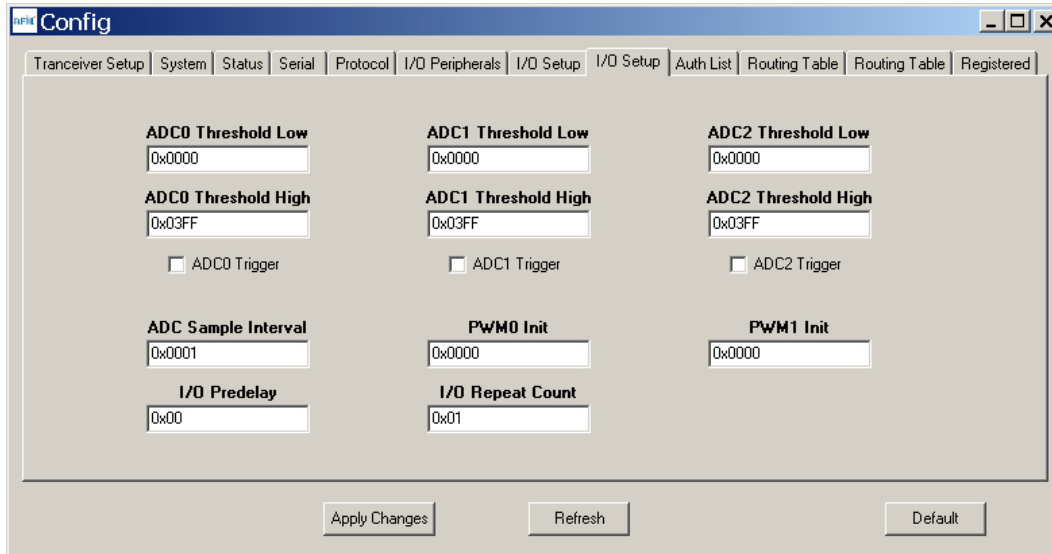 RFM Config
Tranceiver Setup System Status Serial Protocol I/O Peripherals I/O Setup I/O Setup Auth List Routing Table Routing Table Registered
ADC0 Threshold Low ADC1 Threshold Low ADC2 Threshold Low
0x0000 0x0000 0x0000
ADC0 Threshold High ADC1 Threshold High ADC2 Threshold High
0x03FF 0x03FF 0x03FF
ADC0 Trigger ADC1 Trigger ADC2 Trigger
ADC Sample Interval PWM0 Init PWM1 Init
0x0001 0x0000 0x0000
I/O Predelay I/O Repeat Count
0x00 0x01
Apply Changes Refresh Default